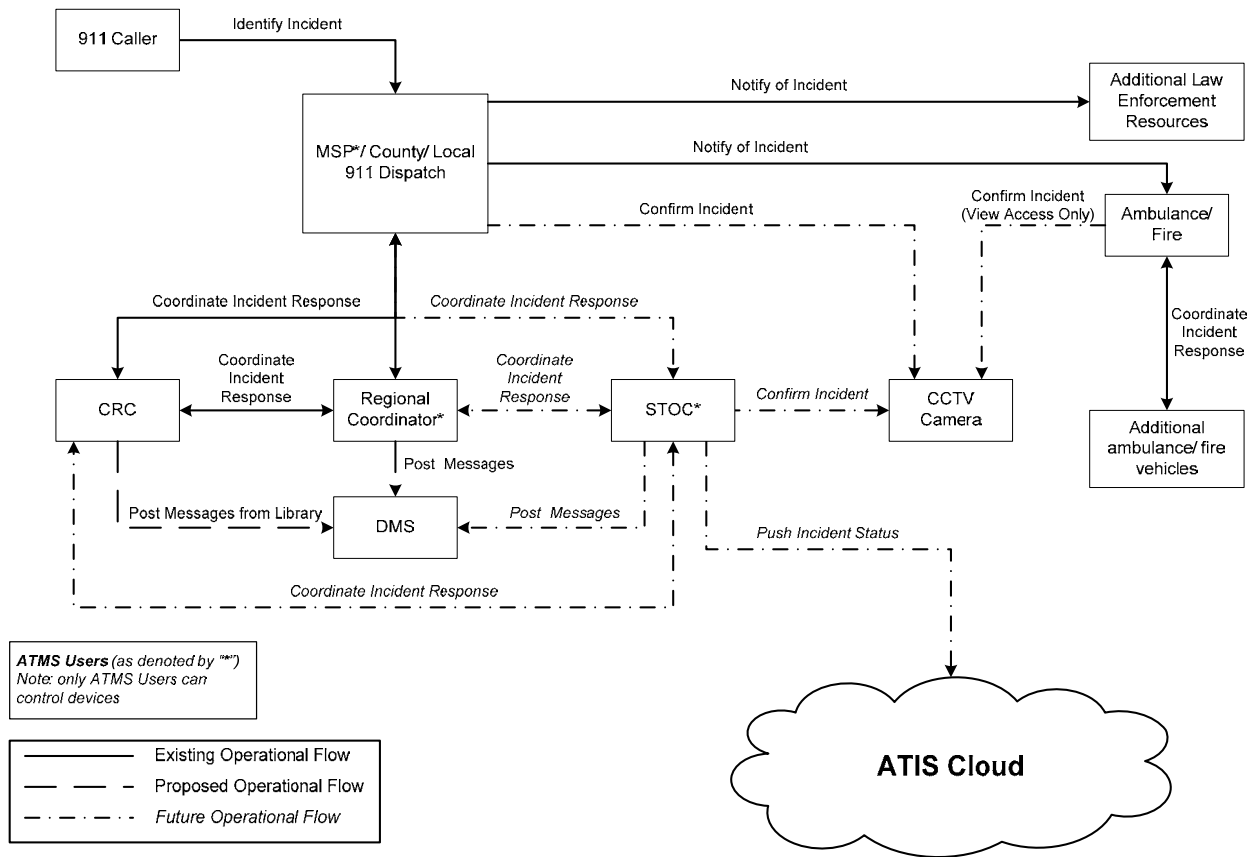 911 Caller
Identify Incident
MSP*/ County/ Local
911 Dispatch
Notify of Incident
Additional Law
Enforcement
Resources
Notify of Incident
Confirm Incident
Confirm Incident
(View Access Only)
Ambulance/
Fire
Coordinate Incident Response
Coordinate Incident Response
Coordinate
Incident
Response
Coordinate
Incident
Response
Coordinate
Incident
Response
CRC
Regional
Coordinator*
STOC*
Confirm Incident
CCTV
Camera
Additional
ambulance/ fire
vehicles
Post Messages
Post Messages from Library
DMS
Post Messages
Push Incident Status
Coordinate Incident Response
ATMS Users (as denoted by "*")
Note: only ATMS Users can
control devices
Existing Operational Flow
Proposed Operational Flow
Future Operational Flow
ATIS Cloud